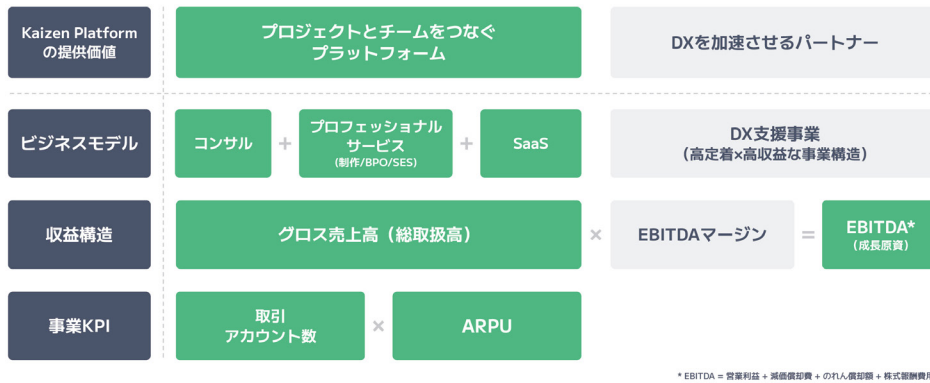 Kaizen Platform
の提供価値
プロジェクトとチームをつなぐ
プラットフォーム
DXを加速させるパートナー
ビジネスモデル
コンサル
+
プロフェッショナル
サービス
(制作/BPO/SES)
+
SaaS
DX支援事業
(高定着×高収益な事業構造)
収益構造
グロス売上高(総取扱高)
×
EBITDAマージン
=
EBITDA*
(成長原資)
事業KPI
取引
アカウント数
×
ARPU
* EBITDA = 営業利益 + 減価償却費 + のれん償却額 + 株式報酬費用